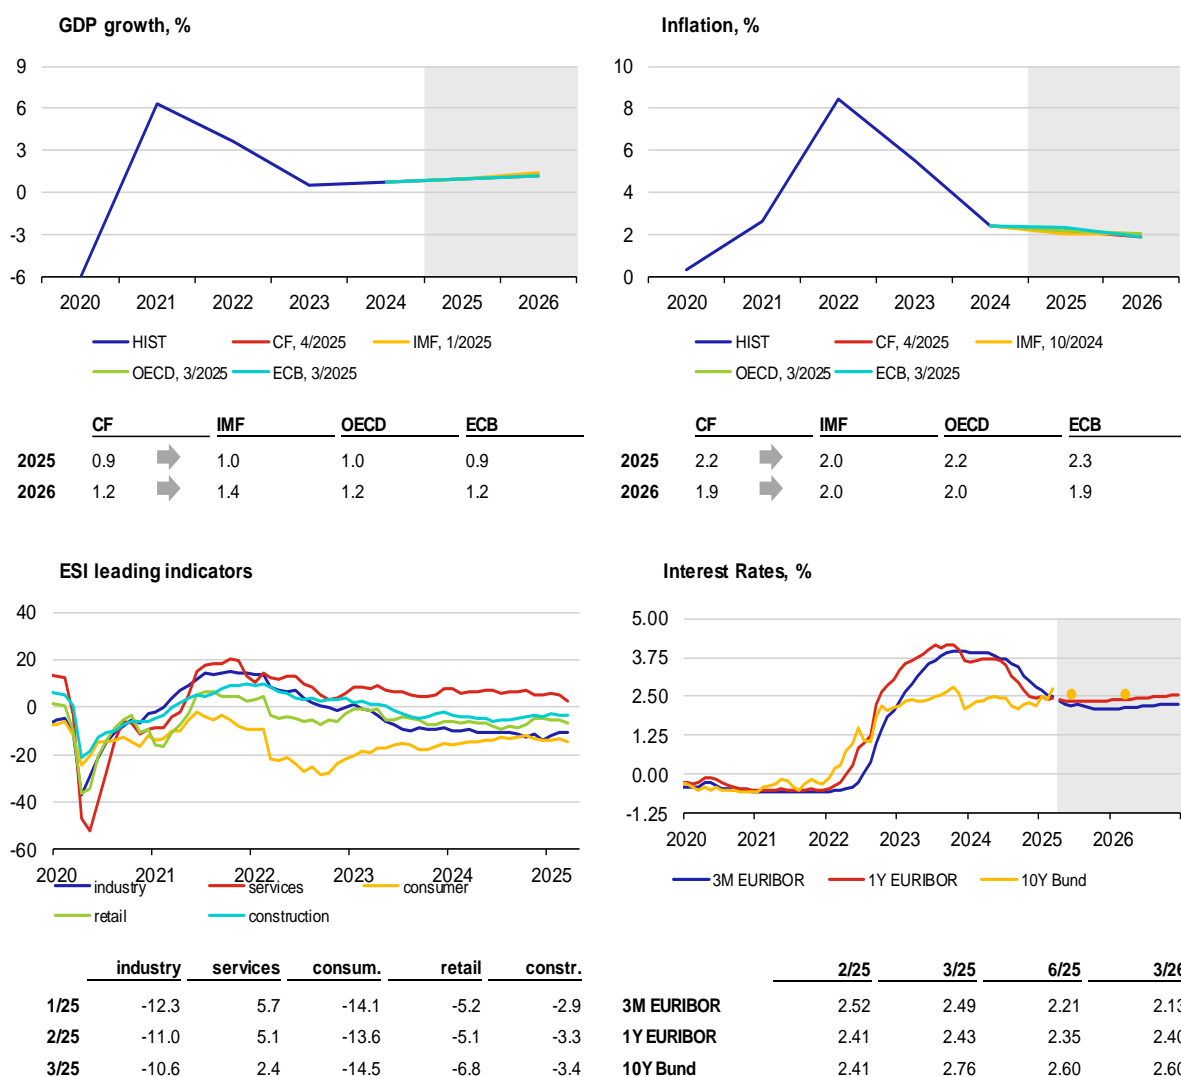 GDP growth, %
9
6
3
0
-3
-6
2020 2021 2022 2023 2024 2025 2026
HIST CF, 4/2025 IMF, 1/2025
OECD, 3/2025 ECB, 3/2025
CF IMF OECD ECB
2025 0.9 1.0 1.0 0.9
2026 1.2 1.4 1.2 1.2
Inflation, %
10
8
6
4
2
0
2020 2021 2022 2023 2024 2025 2026
HIST CF, 4/2025 IMF, 10/2024
OECD, 3/2025 ECB, 3/2025
CF IMF OECD ECB
2025 2.2 2.0 2.2 2.3
2026 1.9 2.0 2.0 1.9
ESI leading indicators
40
20
0
-20
-40
-60
2020 2021 2022 2023 2024 2025
industry services consumer
retail construction
industry services consum. retail constr.
1/25 -12.3 5.7 -14.1 -5.2 -2.9
2/25 -11.0 5.1 -13.6 -5.1 -3.3
3/25 -10.6 2.4 -14.5 -6.8 -3.4
Interest Rates, %
5.00
3.75
2.50
1.25
0.00
-1.25
2020 2021 2022 2023 2024 2025 2026
3M EURIBOR 1Y EURIBOR 10Y Bund
2/25 3/25 6/25 3/26
3M EURIBOR 2.52 2.49 2.21 2.13
1Y EURIBOR 2.41 2.43 2.35 2.40
10Y Bund 2.41 2.76 2.60 2.60